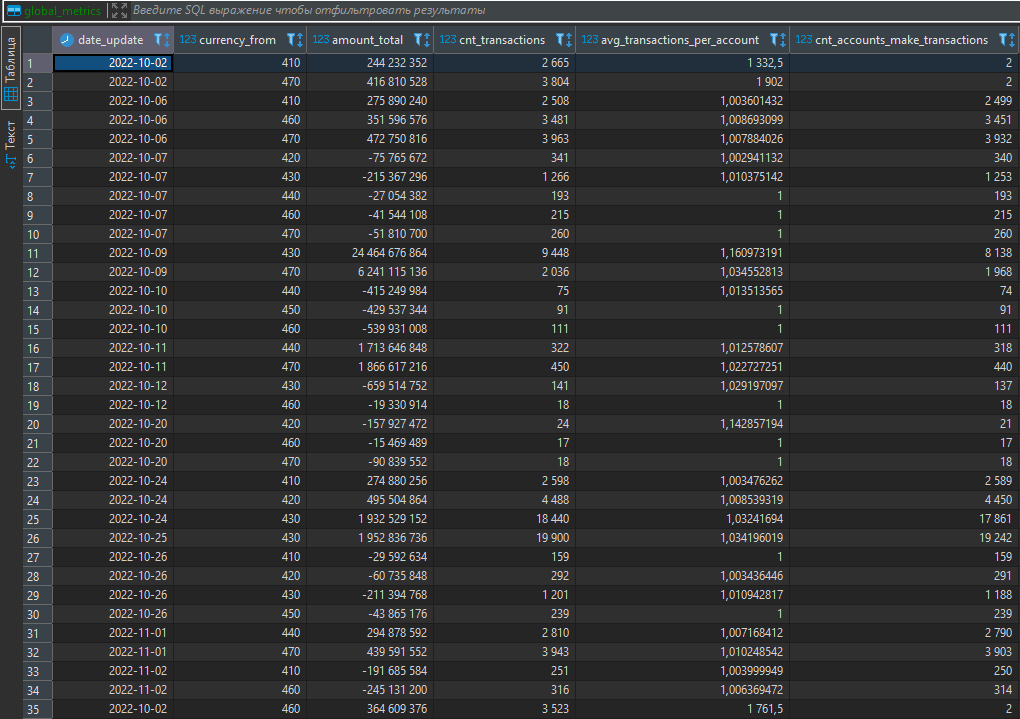 global_metrics Введите SQL выражение чтобы отфильтровать результаты
Таблица
Текст
date_update 123 currency_from 123 amount_total 123 cnt_transactions 123 avg_transactions_per_account 123 cnt_accounts_make_transactions
1 2022-10-02 410 244 232 352 2 665 1 332,5 2
2 2022-10-02 470 416 810 528 3 804 1 902 2
3 2022-10-06 410 275 890 240 2 508 1,003601432 2 499
4 2022-10-06 460 351 596 576 3 481 1,008693099 3 451
5 2022-10-06 470 472 750 816 3 963 1,007884026 3 932
6 2022-10-07 420 -75 765 672 341 1,002941132 340
7 2022-10-07 430 -215 367 296 1 266 1,010375142 1 253
8 2022-10-07 440 -27 054 382 193 1 193
9 2022-10-07 460 -41 544 108 215 1 215
10 2022-10-07 470 -51 810 700 260 1 260
11 2022-10-09 430 24 464 676 864 9 448 1,160973191 8 138
12 2022-10-09 470 6 241 115 136 2 036 1,034552813 1 968
13 2022-10-10 440 -415 249 984 75 1,013513565 74
14 2022-10-10 450 -429 537 344 91 1 91
15 2022-10-10 460 -539 931 008 111 1 111
16 2022-10-11 440 1 713 646 848 322 1,012578607 318
17 2022-10-11 470 1 866 617 216 450 1,022727251 440
18 2022-10-12 430 -659 514 752 141 1,029197097 137
19 2022-10-12 460 -19 330 914 18 1 18
20 2022-10-20 420 -157 927 472 24 1,142857194 21
21 2022-10-20 460 -15 469 489 17 1 17
22 2022-10-20 470 -90 839 552 18 1 18
23 2022-10-24 410 274 880 256 2 598 1,003476262 2 589
24 2022-10-24 420 495 504 864 4 488 1,008539319 4 450
25 2022-10-24 430 1 932 529 152 18 440 1,03241694 17 861
26 2022-10-25 430 1 952 836 736 19 900 1,034196019 19 242
27 2022-10-26 410 -29 592 634 159 1 159
28 2022-10-26 420 -60 735 848 292 1,003436446 291
29 2022-10-26 430 -211 394 768 1 201 1,010942817 1 188
30 2022-10-26 450 -43 865 176 239 1 239
31 2022-11-01 440 294 878 592 2 810 1,007168412 2 790
32 2022-11-01 470 439 591 552 3 943 1,010248542 3 903
33 2022-11-02 410 -191 685 584 251 1,003999949 250
34 2022-11-02 460 -245 131 200 316 1,006369472 314
35 2022-10-02 460 364 609 376 3 523 1 761,5 2